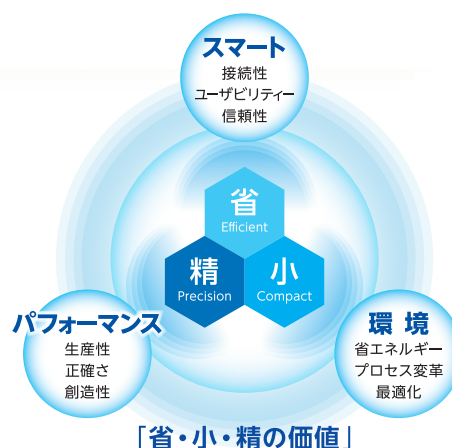 スマート
接続性
ユーザビリティー
信頼性
省
Efficient
精
Precision
小
Compact
パフォーマンス
生産性
正確さ
創造性
環 境
省エネルギー
プロセス変革
最適化
「省・小・精の価値」